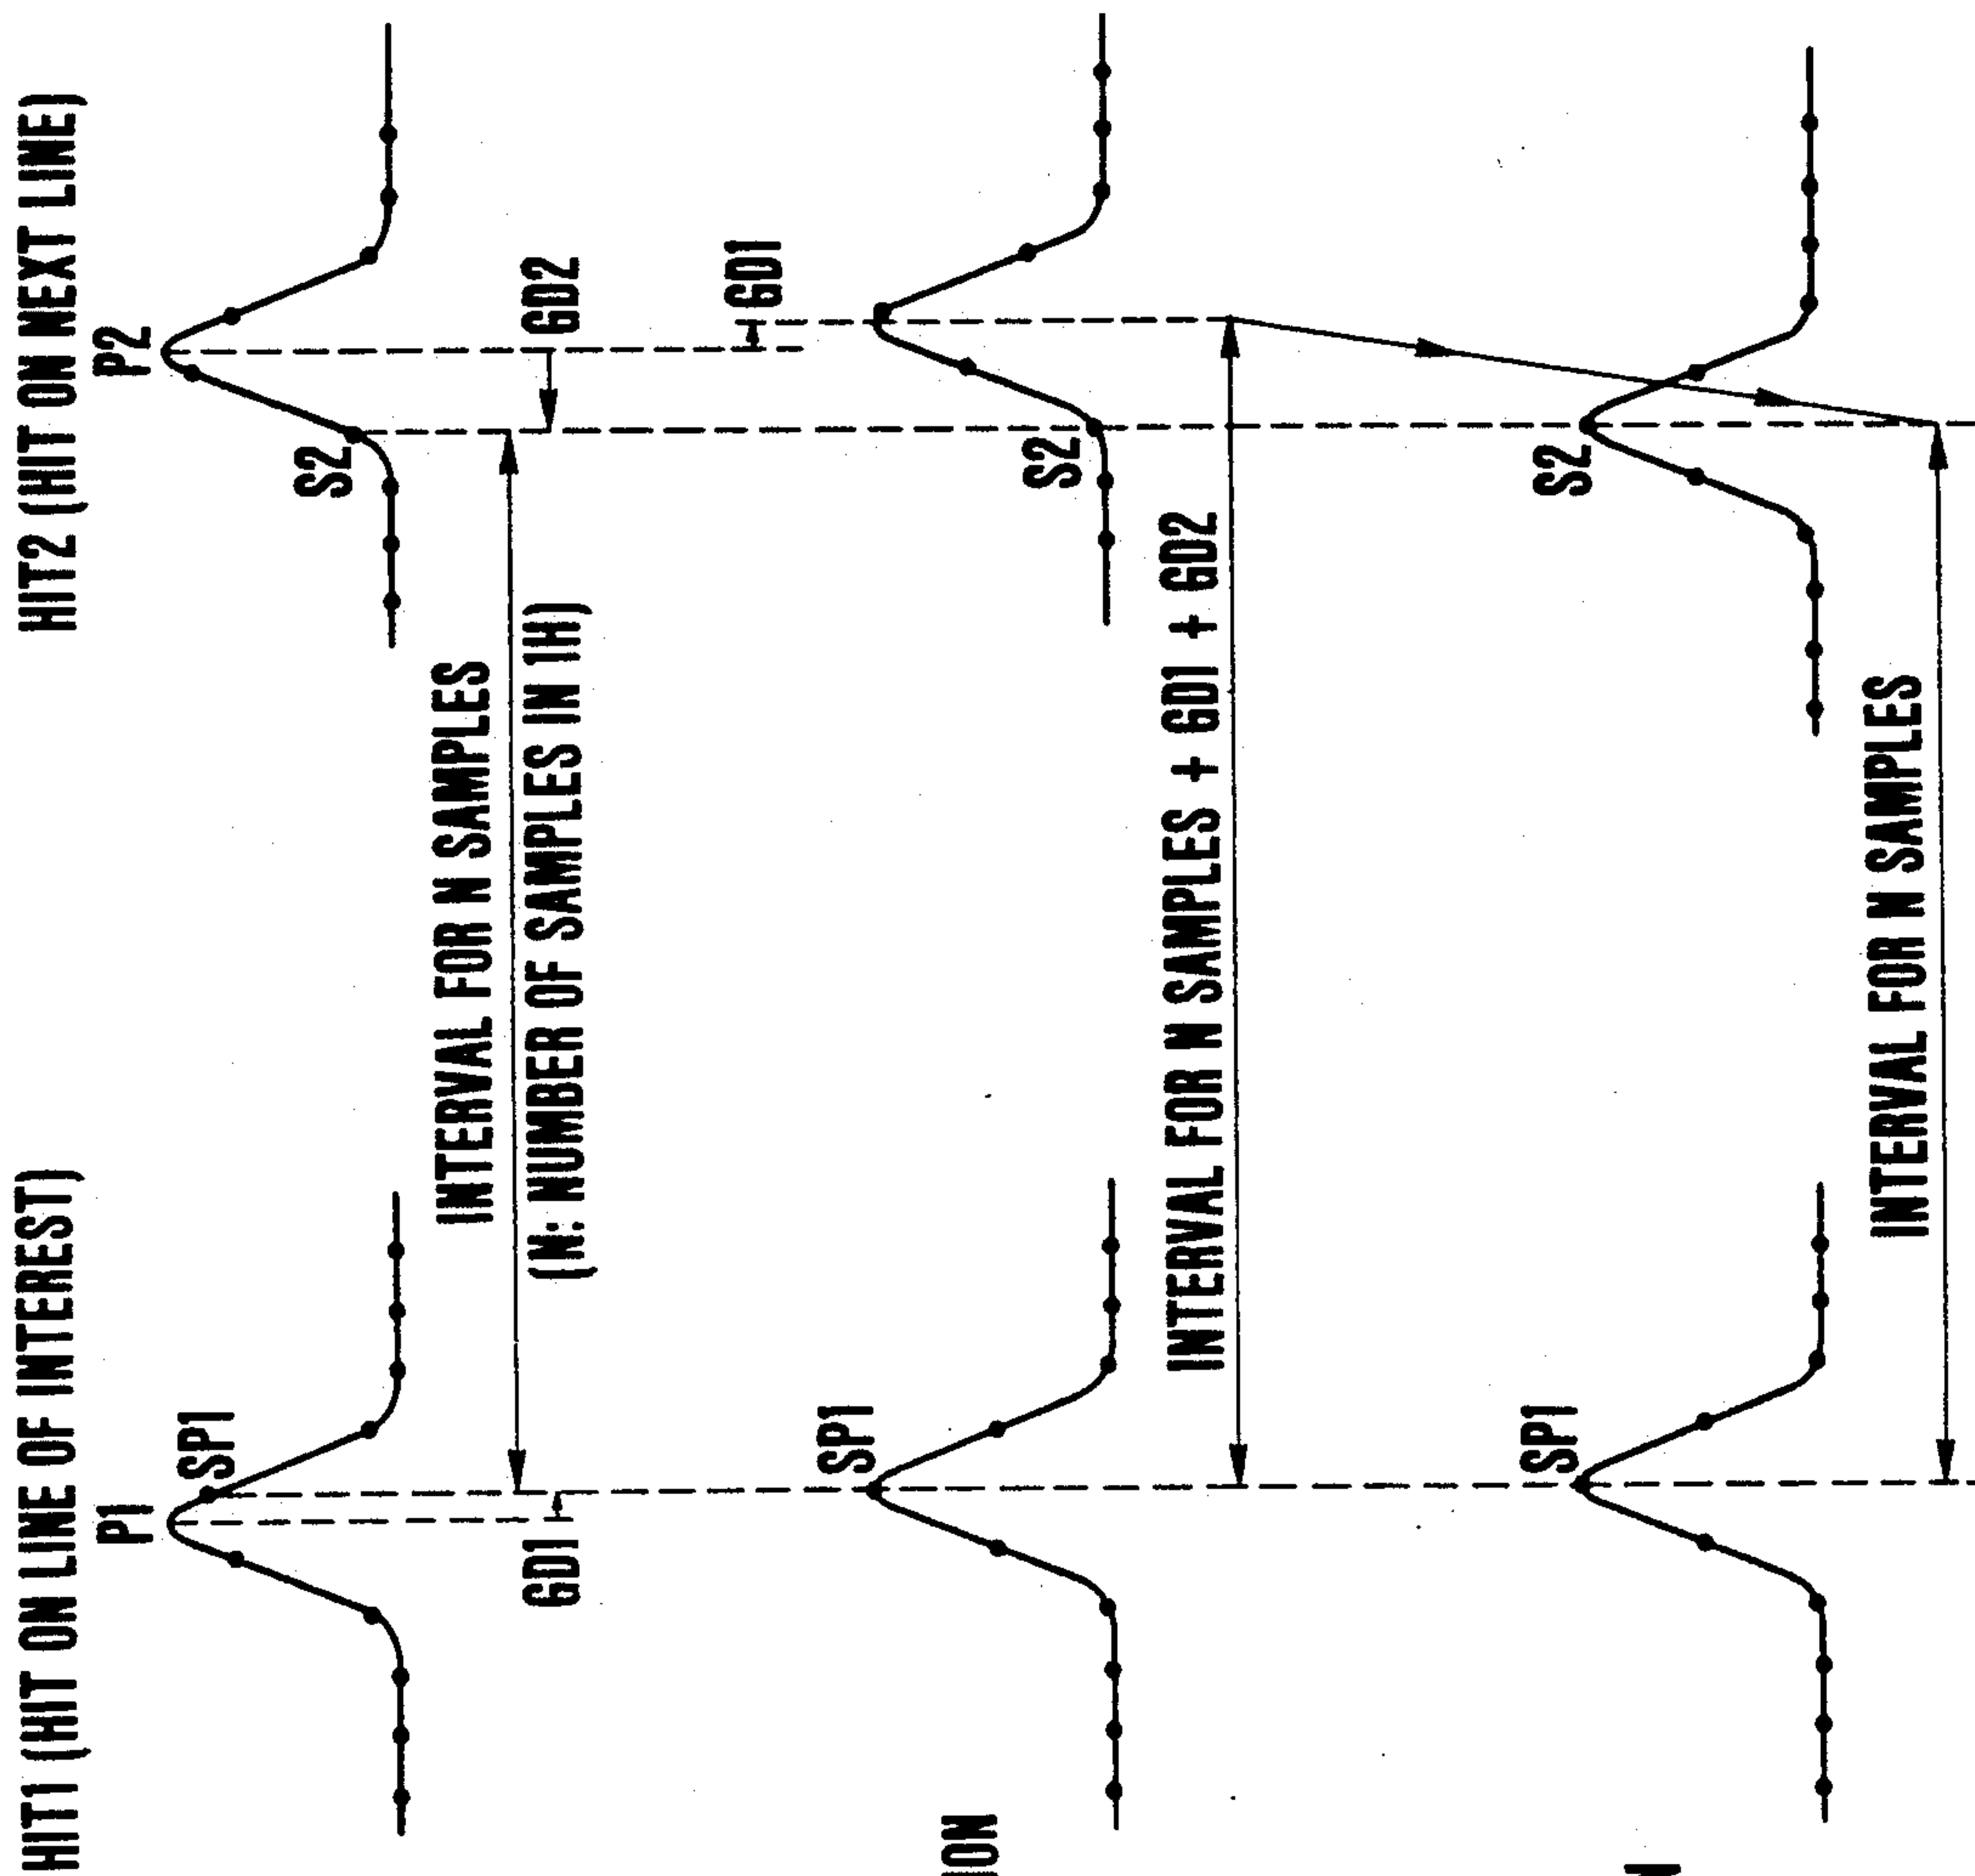 HIT1 (HIT ON LINE OF INTEREST)
HIT2 (HIT ON NEXT LINE)
P1
SP1
P2
S2
INTERVAL FOR N SAMPLES
(N: NUMBER OF SAMPLES IN 1H)
GD1
GD2
GD1
SP1
S2
INTERVAL FOR N SAMPLES + GD1 + GD2
SP1
S2
INTERVAL FOR N SAMPLES